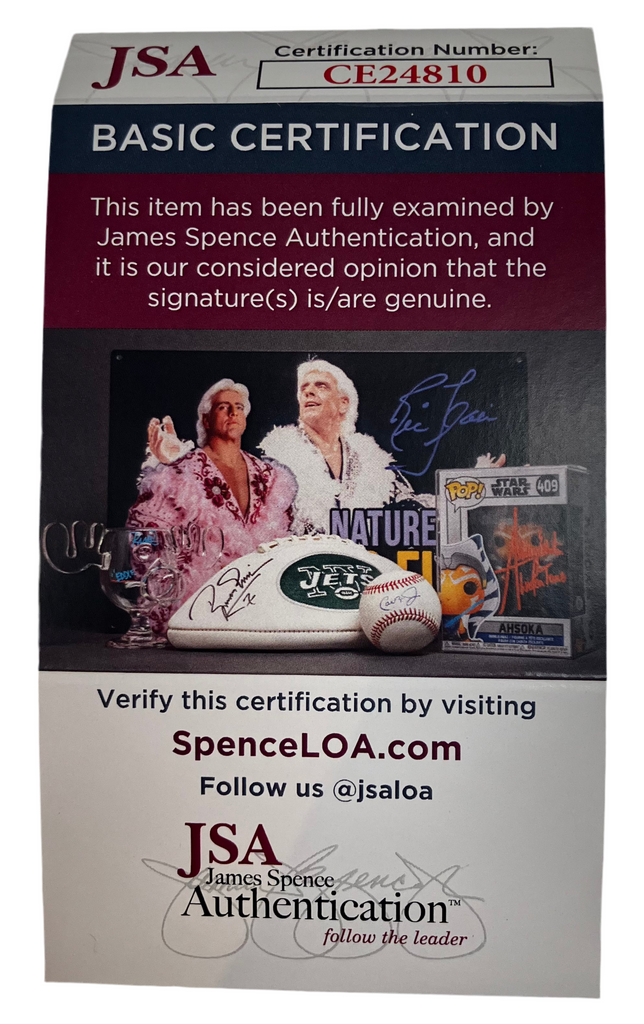 JSA
Certification Number:
CE24810
BASIC CERTIFICATION
This item has been fully examined by
James Spence Authentication, and
it is our considered opinion that the
signature(s) is/are genuine.
Ric Flair
NATURE
POP!
STAR
WARS
409
JETS
AHSOKA
Verify this certification by visiting
SpenceLOA.com
Follow us @jsaloa
JSA
James Spence
Authentication™
follow the leader